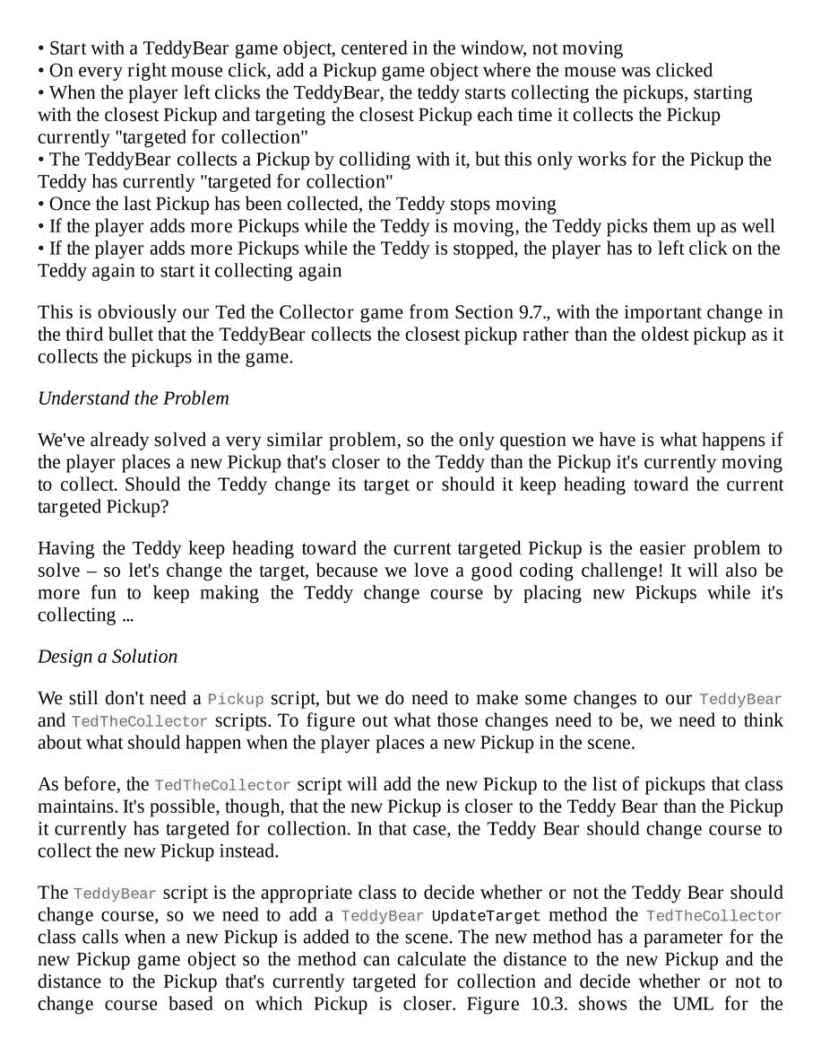 • Start with a TeddyBear game object, centered in the window, not moving
• On every right mouse click, add a Pickup game object where the mouse was clicked
• When the player left clicks the TeddyBear, the teddy starts collecting the pickups, starting
with the closest Pickup and targeting the closest Pickup each time it collects the Pickup
currently "targeted for collection"
• The TeddyBear collects a Pickup by colliding with it, but this only works for the Pickup the
Teddy has currently "targeted for collection"
• Once the last Pickup has been collected, the Teddy stops moving
• If the player adds more Pickups while the Teddy is moving, the Teddy picks them up as well
• If the player adds more Pickups while the Teddy is stopped, the player has to left click on the
Teddy again to start it collecting again
This is obviously our Ted the Collector game from Section 9.7., with the important change in
the third bullet that the TeddyBear collects the closest pickup rather than the oldest pickup as it
collects the pickups in the game.
Understand the Problem
We've already solved a very similar problem, so the only question we have is what happens if
the player places a new Pickup that's closer to the Teddy than the Pickup it's currently moving
to collect. Should the Teddy change its target or should it keep heading toward the current
targeted Pickup?
Having the Teddy keep heading toward the current targeted Pickup is the easier problem to
solve – so let's change the target, because we love a good coding challenge! It will also be
more fun to keep making the Teddy change course by placing new Pickups while it's
collecting ...
Design a Solution
We still don't need a Pickup script, but we do need to make some changes to our TeddyBear
and TedTheCollector scripts. To figure out what those changes need to be, we need to think
about what should happen when the player places a new Pickup in the scene.
As before, the TedTheCollector script will add the new Pickup to the list of pickups that class
maintains. It's possible, though, that the new Pickup is closer to the Teddy Bear than the Pickup
it currently has targeted for collection. In that case, the Teddy Bear should change course to
collect the new Pickup instead.
The TeddyBear script is the appropriate class to decide whether or not the Teddy Bear should
change course, so we need to add a TeddyBear UpdateTarget method the TedTheCollector
class calls when a new Pickup is added to the scene. The new method has a parameter for the
new Pickup game object so the method can calculate the distance to the new Pickup and the
distance to the Pickup that's currently targeted for collection and decide whether or not to
change course based on which Pickup is closer. Figure 10.3. shows the UML for the